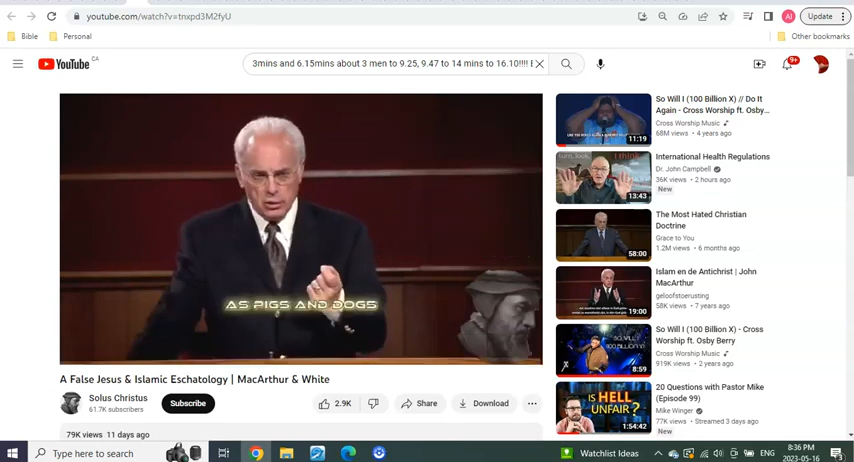 youtube.com/watch?v=tnxpd3M2fyU
Update
Bible
Personal
Other bookmarks
YouTube CA
3mins and 6.15mins about 3 men to 9.25, 9.47 to 14 mins to 16.10!!!!
9+
AS PIGS AND DOGS
A False Jesus & Islamic Eschatology | MacArthur & White
Solus Christus
61.7K subscribers
Subscribe
2.9K
Share
Download
79K views 11 days ago
11:19
So Will I (100 Billion X) // Do It
Again - Cross Worship ft. Osby...
Cross Worship Music
68M views • 4 years ago
turn, look,
I think
13:43
International Health Regulations
Dr. John Campbell
36K views • 2 hours ago
New
58:00
The Most Hated Christian
Doctrine
Grace to You
1.2M views • 6 months ago
19:00
Islam en de Antichrist | John
MacArthur
geloofstoerusting
58K views • 7 years ago
SO WILL I
100 BILLION X
8:59
So Will I (100 Billion X) - Cross
Worship ft. Osby Berry
Cross Worship Music
919K views • 2 years ago
IS HELL
UNFAIR?
1:54:42
20 Questions with Pastor Mike
(Episode 99)
Mike Winger
77K views • Streamed 3 days ago
New
Type here to search
Watchlist Ideas
ENG
8:36 PM
2023-05-16
3